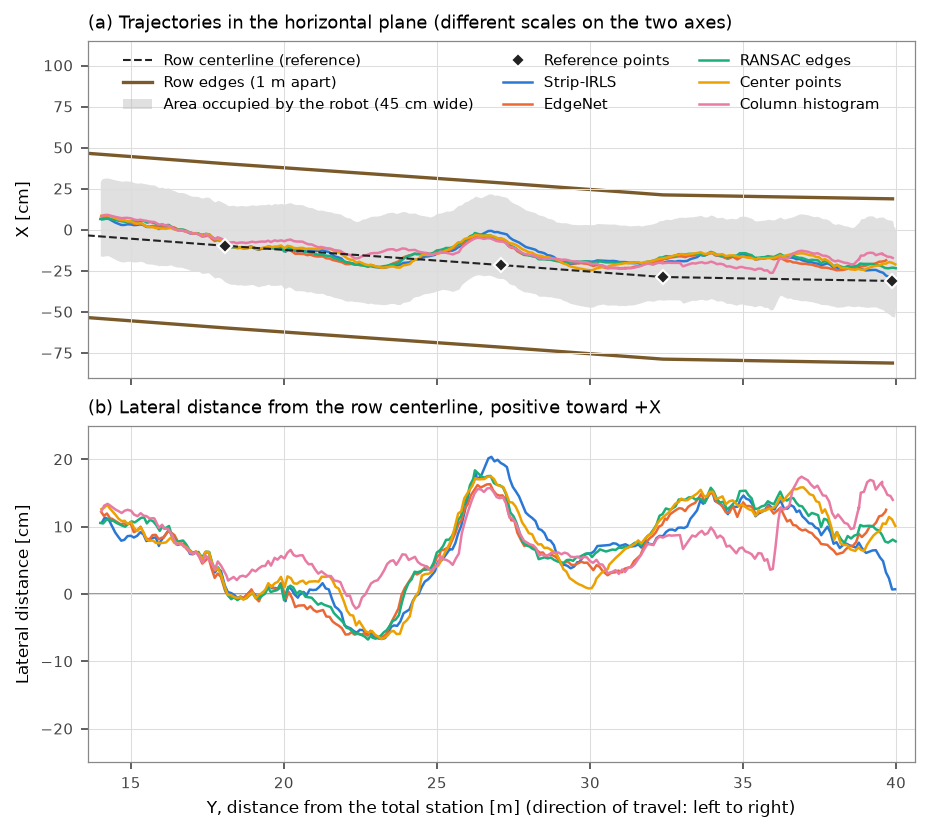 (a) Trajectories in the horizontal plane (different scales on the two axes)
Row centerline (reference)
Row edges (1 m apart)
Area occupied by the robot (45 cm wide)
Reference points
Strip-IRLS
EdgeNet
RANSAC edges
Center points
Column histogram
X [cm]
100
75
50
25
0
−25
−50
−75
(b) Lateral distance from the row centerline, positive toward +X
Lateral distance [cm]
20
10
0
−10
−20
15
20
25
30
35
40
Y, distance from the total station [m] (direction of travel: left to right)